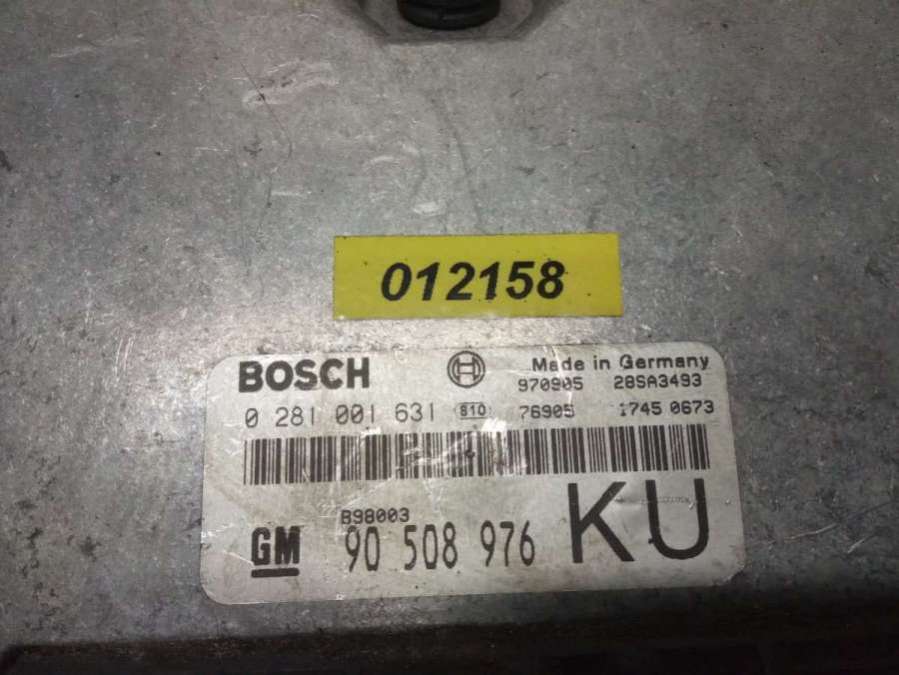 012158
BOSCH Made in Germany
970905 28SA3493
0 281 001 631 810 76905 1745 0673
B98003
GM 90 508 976 KU